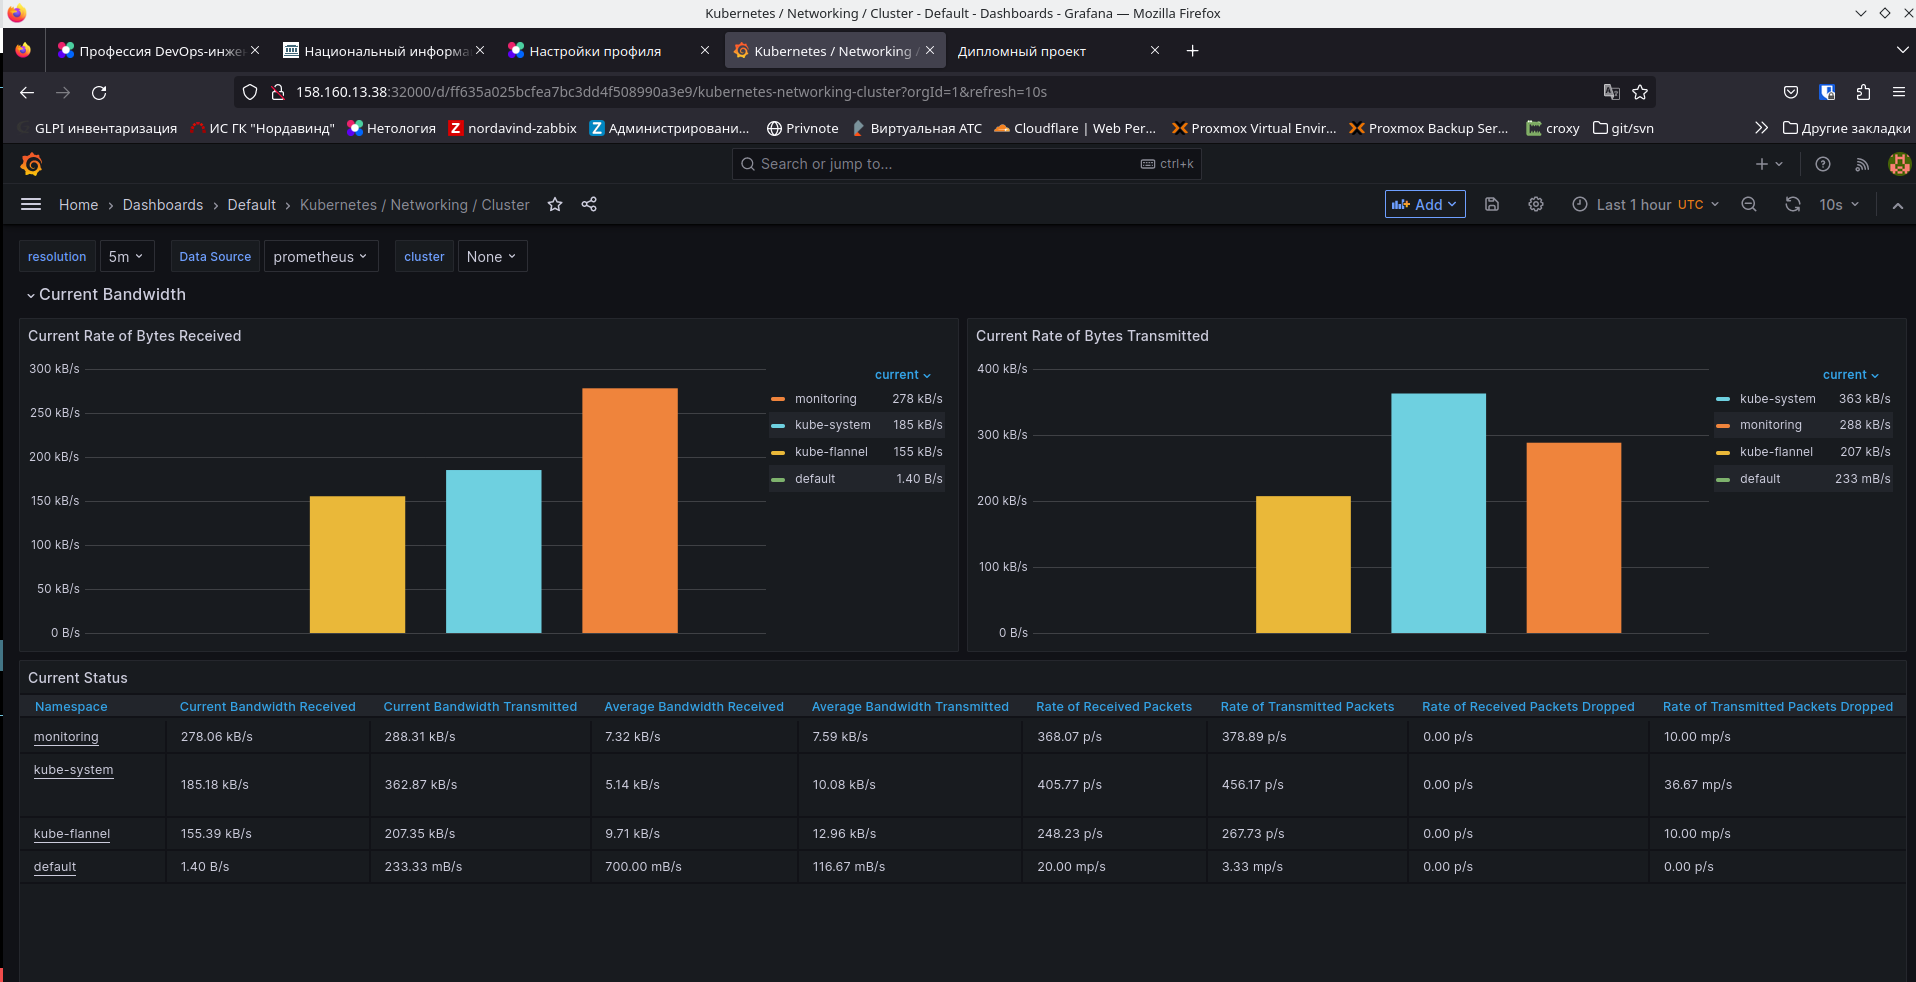 Kubernetes / Networking / Cluster - Default - Dashboards - Grafana — Mozilla Firefox
Профессия DevOps-инже
Национальный информа
Настройки профиля
Kubernetes / Networking /
Дипломный проект
158.160.13.38:32000/d/ff635a025bcfea7bc3dd4f508990a3e9/kubernetes-networking-cluster?orgId=1&refresh=10s
GLPI инвентаризация
ИС ГК "Нордавинд"
Нетология
nordavind-zabbix
Администрировани...
Privnote
Виртуальная АТС
Cloudflare | Web Per...
Proxmox Virtual Envir...
Proxmox Backup Ser...
croxy
git/svn
Другие закладки
Search or jump to...
ctrl+k
Home › Dashboards › Default › Kubernetes / Networking / Cluster
Add
Last 1 hour UTC
10s
resolution 5m
Data Source prometheus
cluster None
Current Bandwidth
Current Rate of Bytes Received
300 kB/s
250 kB/s
200 kB/s
150 kB/s
100 kB/s
50 kB/s
0 B/s
current
monitoring 278 kB/s
kube-system 185 kB/s
kube-flannel 155 kB/s
default 1.40 B/s
Current Rate of Bytes Transmitted
400 kB/s
300 kB/s
200 kB/s
100 kB/s
0 B/s
current
kube-system 363 kB/s
monitoring 288 kB/s
kube-flannel 207 kB/s
default 233 mB/s
Current Status
Namespace Current Bandwidth Received Current Bandwidth Transmitted Average Bandwidth Received Average Bandwidth Transmitted Rate of Received Packets Rate of Transmitted Packets Rate of Received Packets Dropped Rate of Transmitted Packets Dropped
monitoring 278.06 kB/s 288.31 kB/s 7.32 kB/s 7.59 kB/s 368.07 p/s 378.89 p/s 0.00 p/s 10.00 mp/s
kube-system 185.18 kB/s 362.87 kB/s 5.14 kB/s 10.08 kB/s 405.77 p/s 456.17 p/s 0.00 p/s 36.67 mp/s
kube-flannel 155.39 kB/s 207.35 kB/s 9.71 kB/s 12.96 kB/s 248.23 p/s 267.73 p/s 0.00 p/s 10.00 mp/s
default 1.40 B/s 233.33 mB/s 700.00 mB/s 116.67 mB/s 20.00 mp/s 3.33 mp/s 0.00 p/s 0.00 p/s